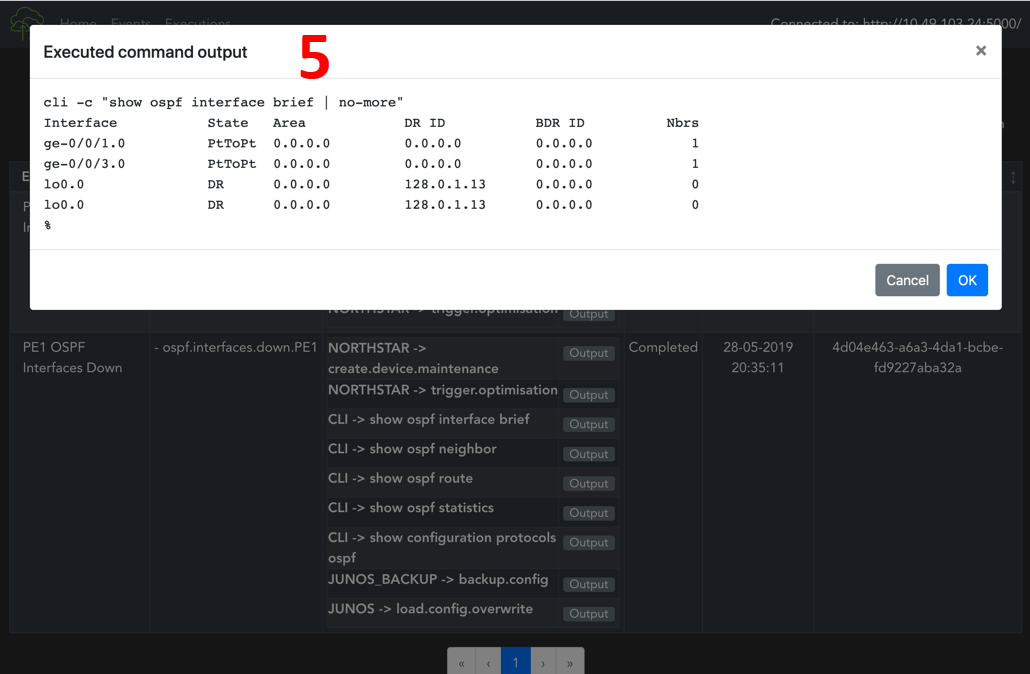 Home Events Executions Connected to: http://10.49.103.24:5000/
Executed command output 5 ×
cli -c "show ospf interface brief | no-more"
Interface State Area DR ID BDR ID Nbrs
ge-0/0/1.0 PtToPt 0.0.0.0 0.0.0.0 0.0.0.0 1
ge-0/0/3.0 PtToPt 0.0.0.0 0.0.0.0 0.0.0.0 1
lo0.0 DR 0.0.0.0 128.0.1.13 0.0.0.0 0
lo0.0 DR 0.0.0.0 128.0.1.13 0.0.0.0 0
%
Cancel OK
NORTHSTAR -> trigger.optimisation Output
PE1 OSPF Interfaces Down - ospf.interfaces.down.PE1 NORTHSTAR -> create.device.maintenance Output Completed 28-05-2019 20:35:11 4d04e463-a6a3-4da1-bcbe-fd9227aba32a
NORTHSTAR -> trigger.optimisation Output
CLI -> show ospf interface brief Output
CLI -> show ospf neighbor Output
CLI -> show ospf route Output
CLI -> show ospf statistics Output
CLI -> show configuration protocols ospf Output
JUNOS_BACKUP -> backup.config Output
JUNOS -> load.config.overwrite Output
« ‹ 1 › »